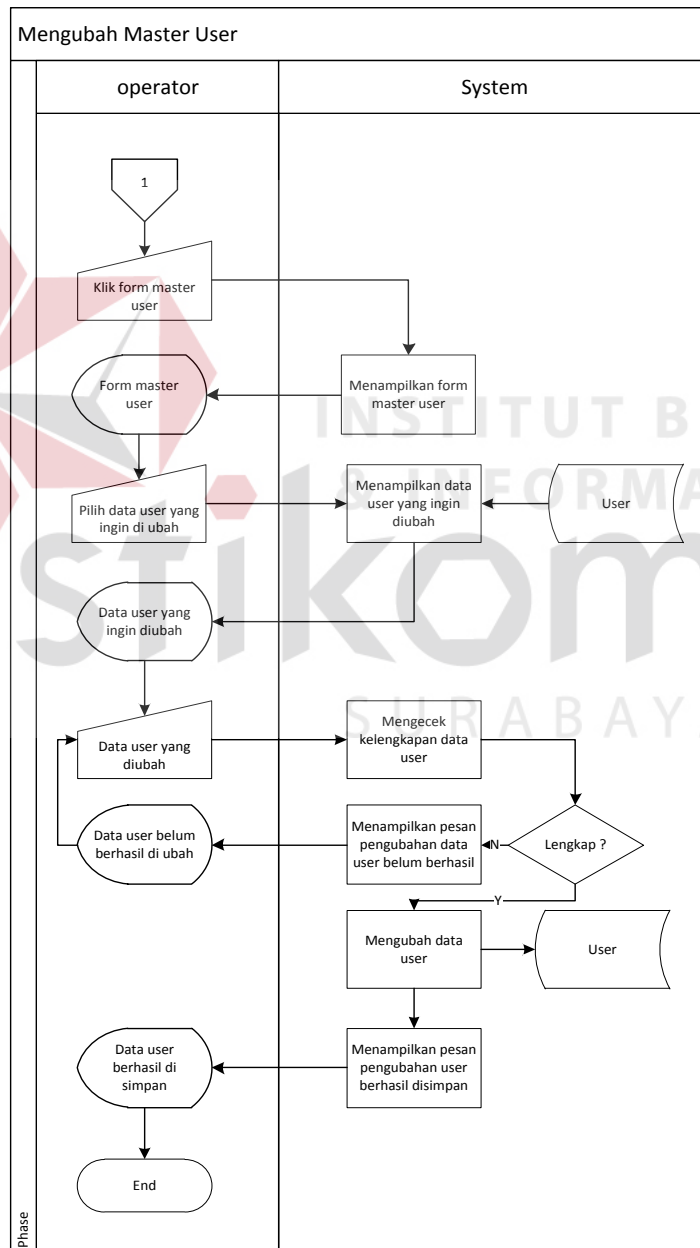 Mengubah Master User
operator
System
1
Klik form master
user
Form master
user
Menampilkan form
master user
Pilih data user yang
ingin di ubah
Menampilkan data
user yang ingin
diubah
User
Data user yang
ingin diubah
Data user yang
diubah
Mengecek
kelengkapan data
user
Data user belum
berhasil di ubah
Menampilkan pesan
pengubahan data
user belum berhasil
N
Lengkap ?
Y
Mengubah data
user
User
Data user
berhasil di
simpan
Menampilkan pesan
pengubahan user
berhasil disimpan
End
Phase
INSTITUT B
& INFORMA
stikom
SURABAYA